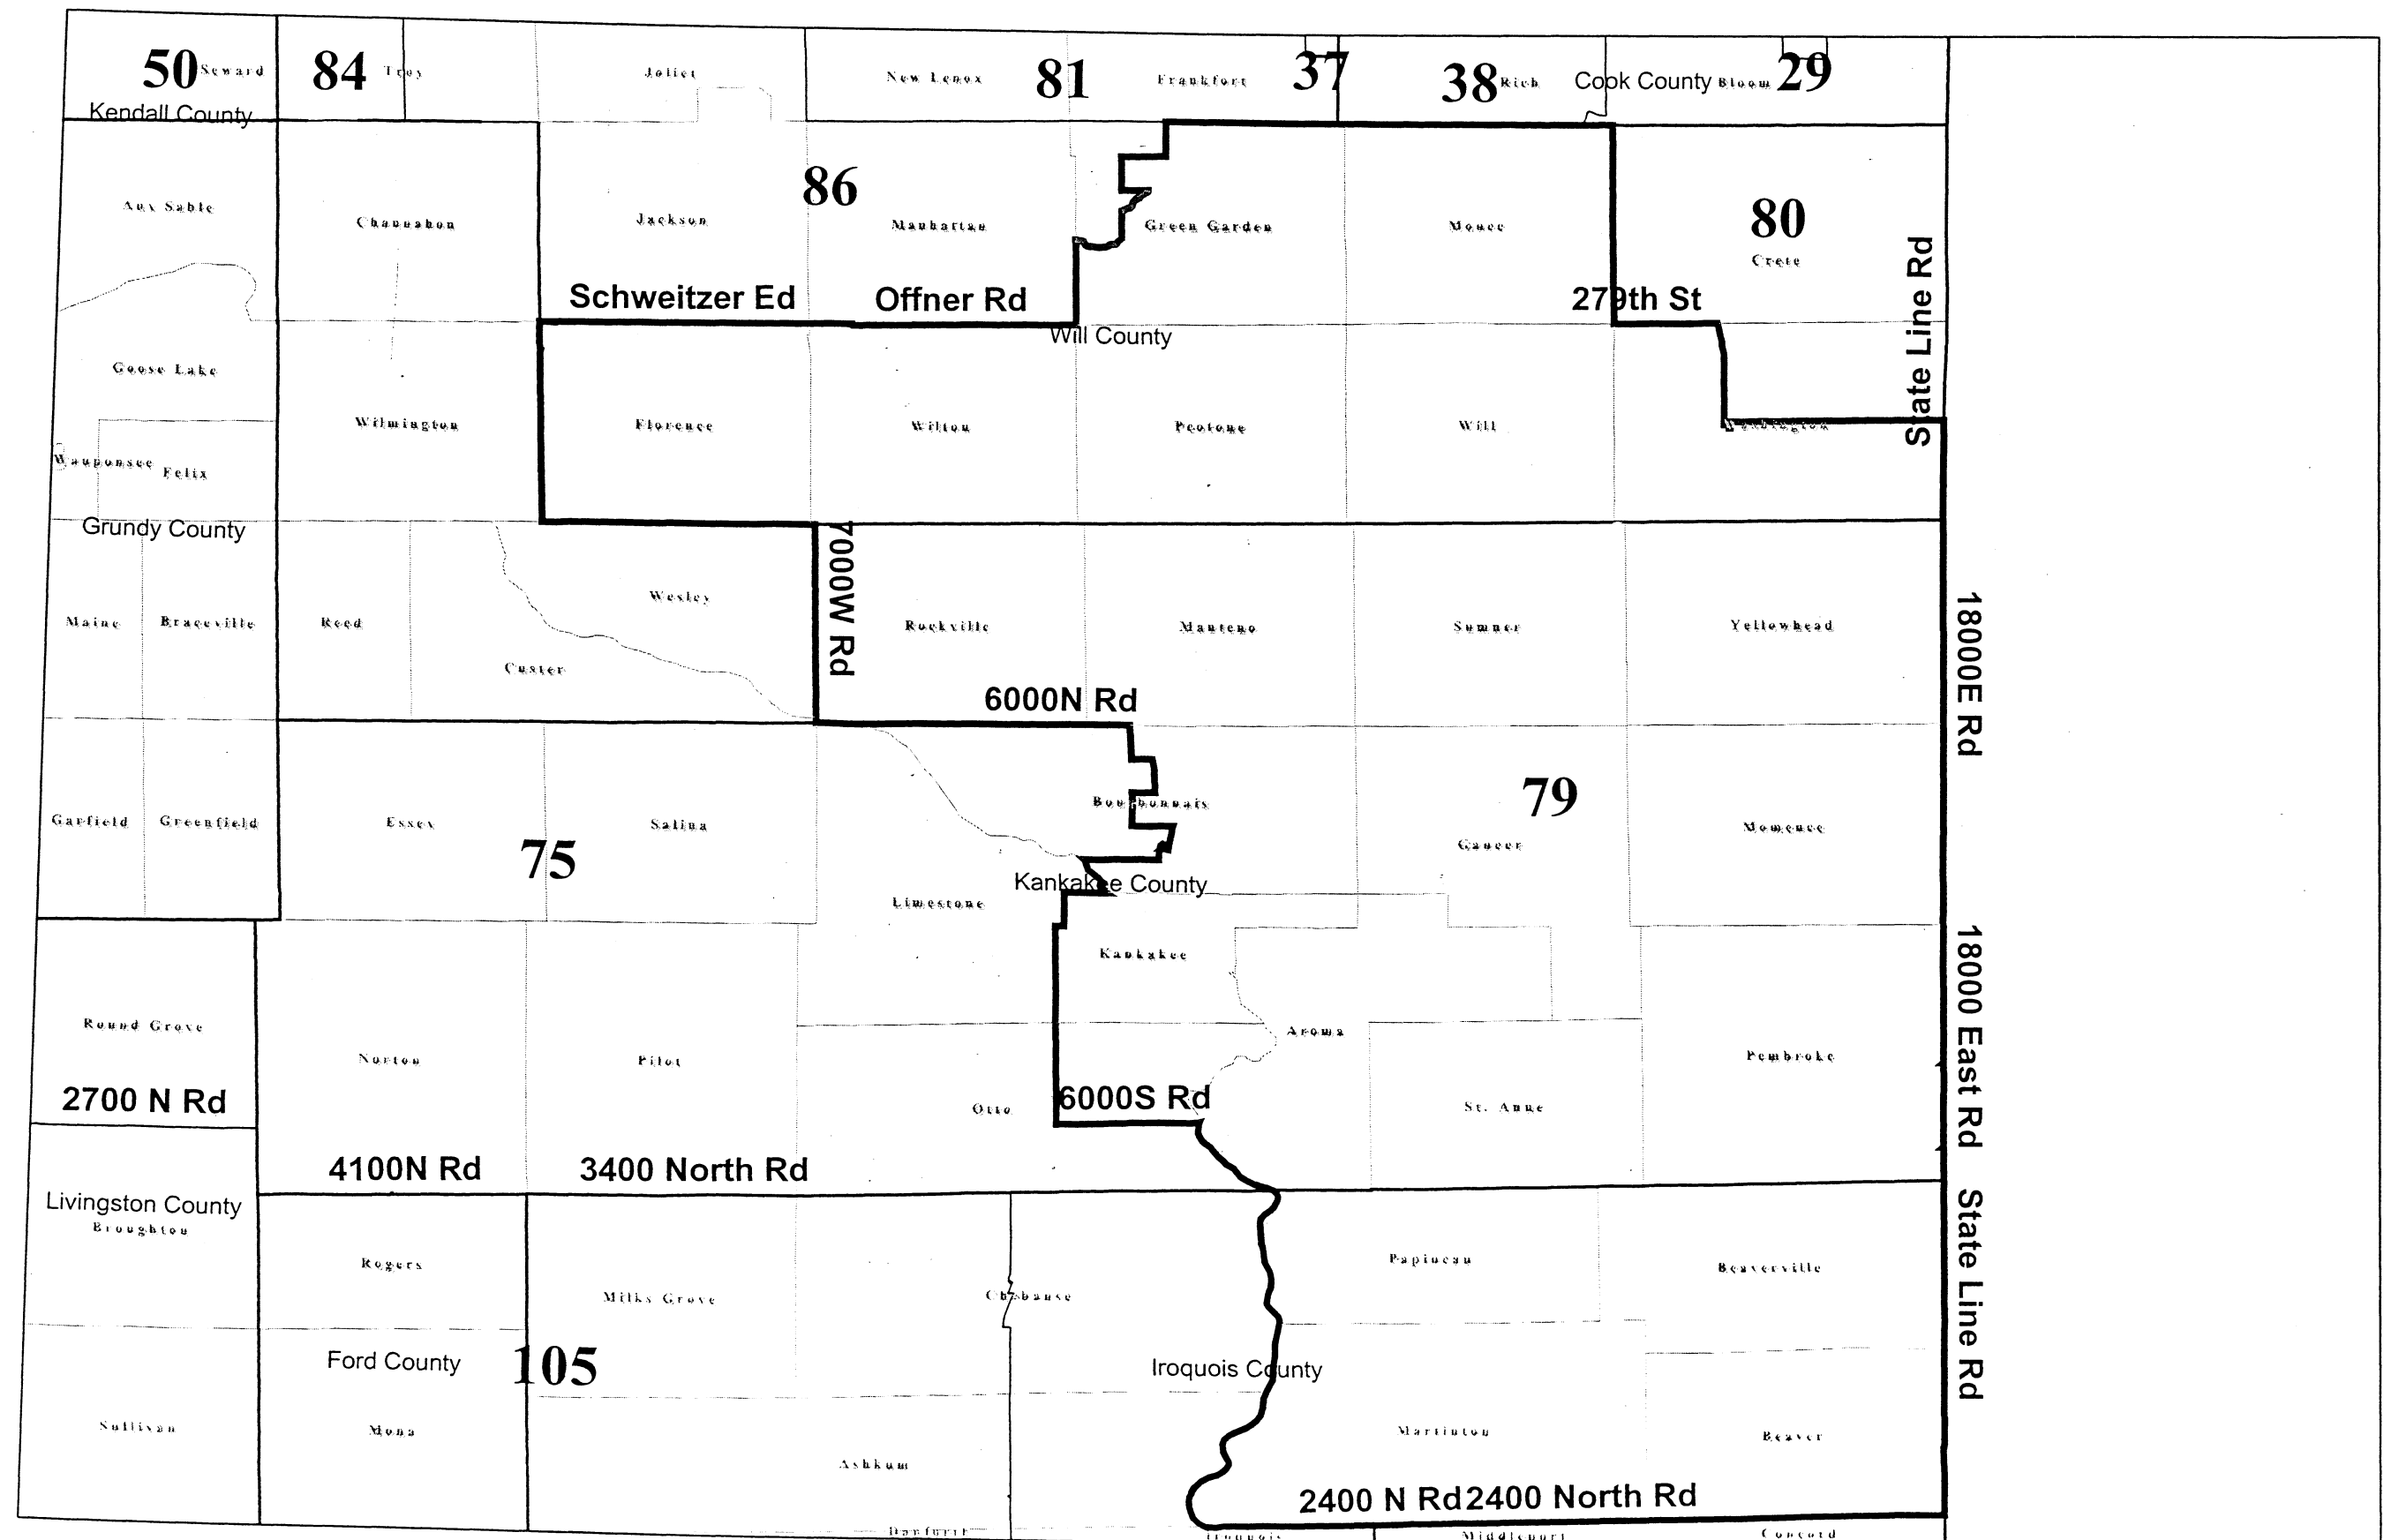 50 Seward
84 Troy
Joliet
New Lenox
81
Frankfort
37
38 Rich
Cook County
Bloom
29
Kendall County
Aux Sable
Channahon
Jackson
86
Manhattan
Green Garden
Monee
80
Crete
State Line Rd
Schweitzer Ed
Offner Rd
279th St
Will County
Goose Lake
Wilmington
Florence
Wilton
Peotone
Will
Washington
Wauponsee
Felix
Grundy County
7000W Rd
Maine
Braceville
Reed
Custer
Wesley
Rockville
Manteno
Sumner
Yellowhead
18000E Rd
6000N Rd
Garfield
Greenfield
Essex
75
Salina
Bourbonnais
79
Ganeer
Momence
Kankakee County
Limestone
Kankakee
18000 East Rd
Round Grove
Norton
Pilot
Aroma
Pembroke
2700 N Rd
Otto
6000S Rd
St. Anne
4100N Rd
3400 North Rd
Livingston County
Broughton
Rogers
Milks Grove
Chebanse
Papineau
Beaverville
State Line Rd
Ford County
105
Iroquois County
Sullivan
Mona
Ashkum
Martinton
Beaver
2400 N Rd 2400 North Rd
Danforth
Iroquois
Middleport
Concord